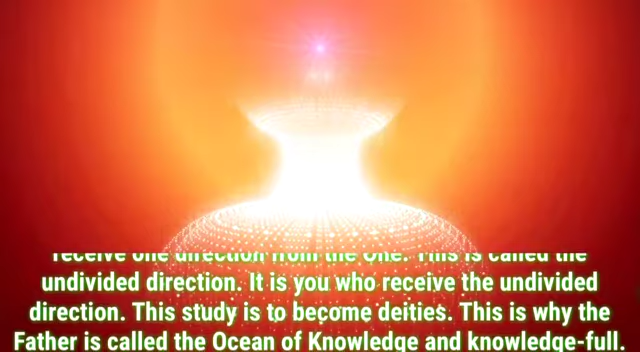 receive one direction from the One. This is called the
undivided direction. It is you who receive the undivided
direction. This study is to become deities. This is why the
Father is called the Ocean of Knowledge and knowledge-full.